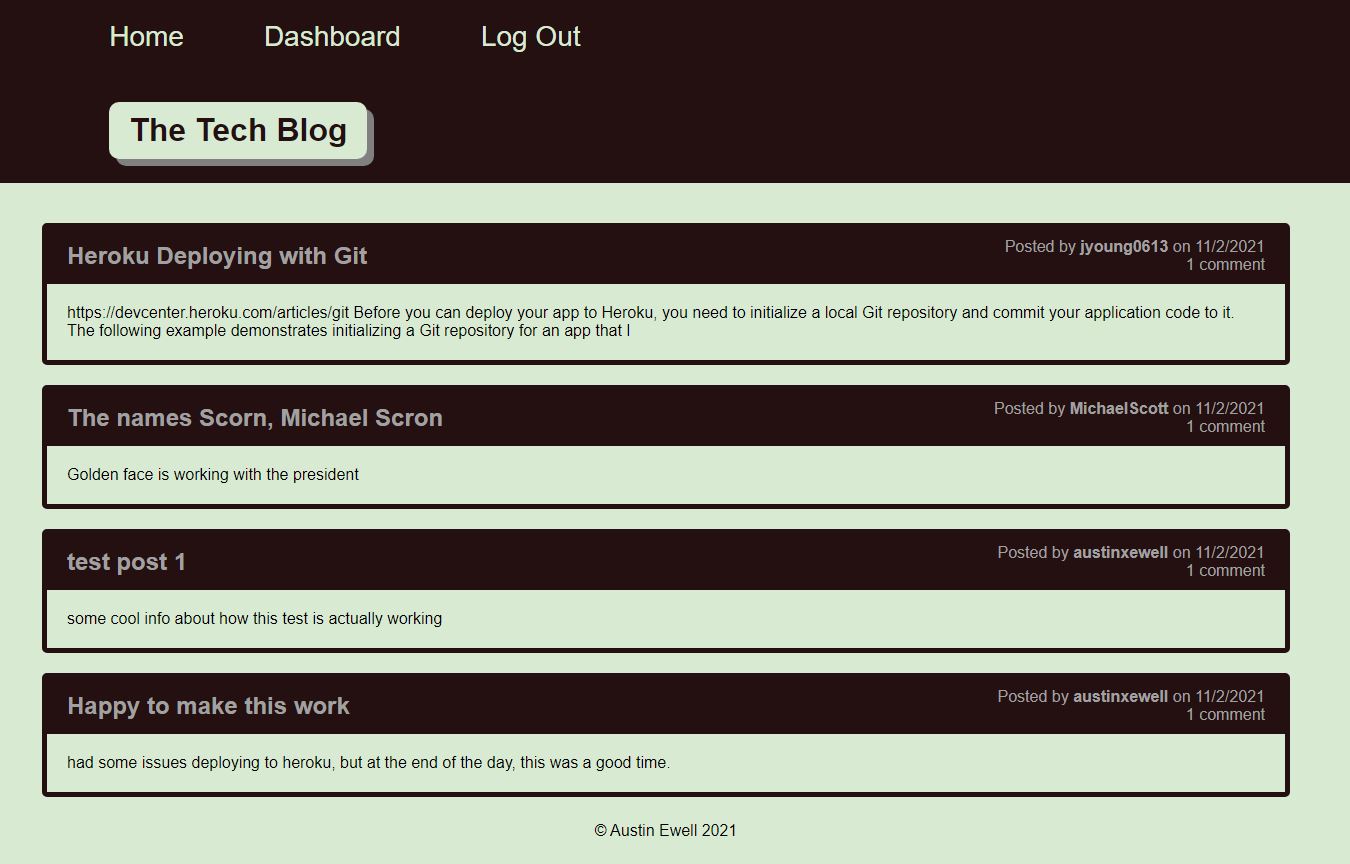 Home Dashboard Log Out
The Tech Blog
Heroku Deploying with Git
Posted by jyoung0613 on 11/2/2021
1 comment
https://devcenter.heroku.com/articles/git Before you can deploy your app to Heroku, you need to initialize a local Git repository and commit your application code to it.
The following example demonstrates initializing a Git repository for an app that l
The names Scorn, Michael Scron
Posted by MichaelScott on 11/2/2021
1 comment
Golden face is working with the president
test post 1
Posted by austinxewell on 11/2/2021
1 comment
some cool info about how this test is actually working
Happy to make this work
Posted by austinxewell on 11/2/2021
1 comment
had some issues deploying to heroku, but at the end of the day, this was a good time.
© Austin Ewell 2021